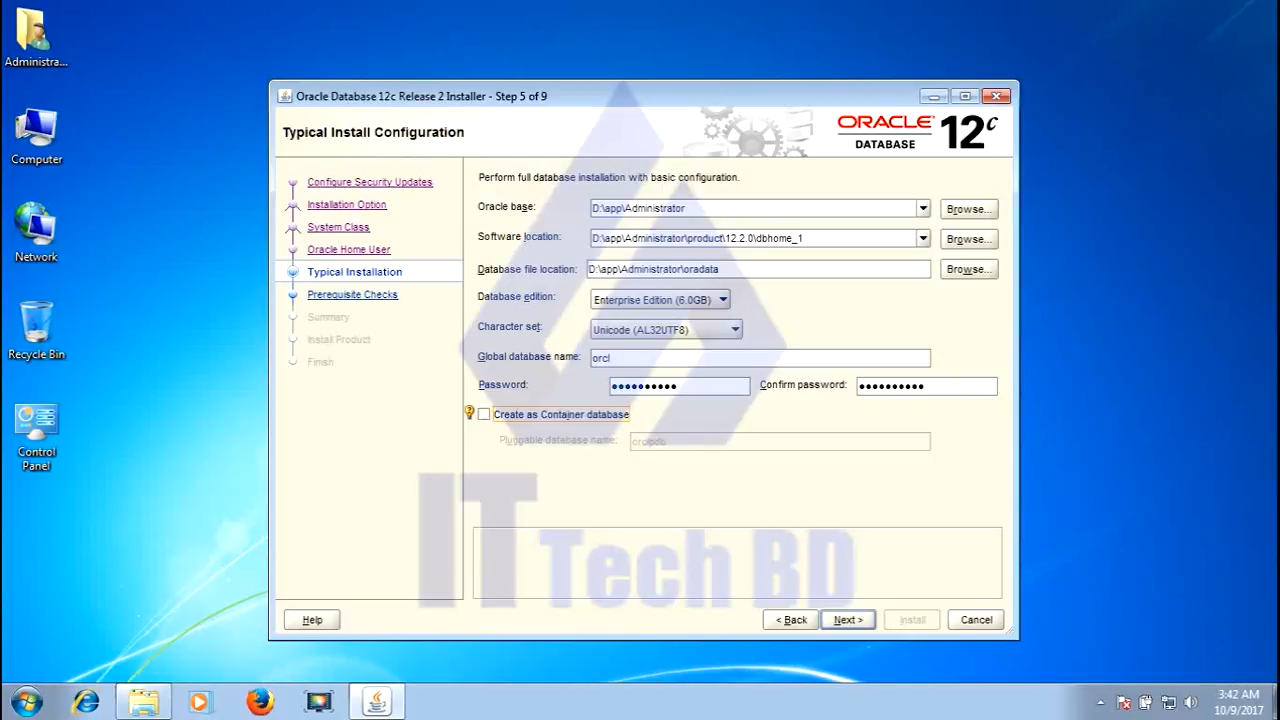 Administra...
Computer
Network
Recycle Bin
Control
Panel
Oracle Database 12c Release 2 Installer - Step 5 of 9
Typical Install Configuration
ORACLE
DATABASE
12c
Configure Security Updates
Installation Option
System Class
Oracle Home User
Typical Installation
Prerequisite Checks
Summary
Install Product
Finish
Perform full database installation with basic configuration.
Oracle base: D:\app\Administrator Browse...
Software location: D:\app\Administrator\product\12.2.0\dbhome_1 Browse...
Database file location: D:\app\Administrator\oradata Browse...
Database edition: Enterprise Edition (6.0GB)
Character set: Unicode (AL32UTF8)
Global database name: orcl
Password: •••••••••• Confirm password: ••••••••••
Create as Container database
Pluggable database name: orclpdb
IT Tech BD
Help < Back Next > Install Cancel
3:42 AM
10/9/2017